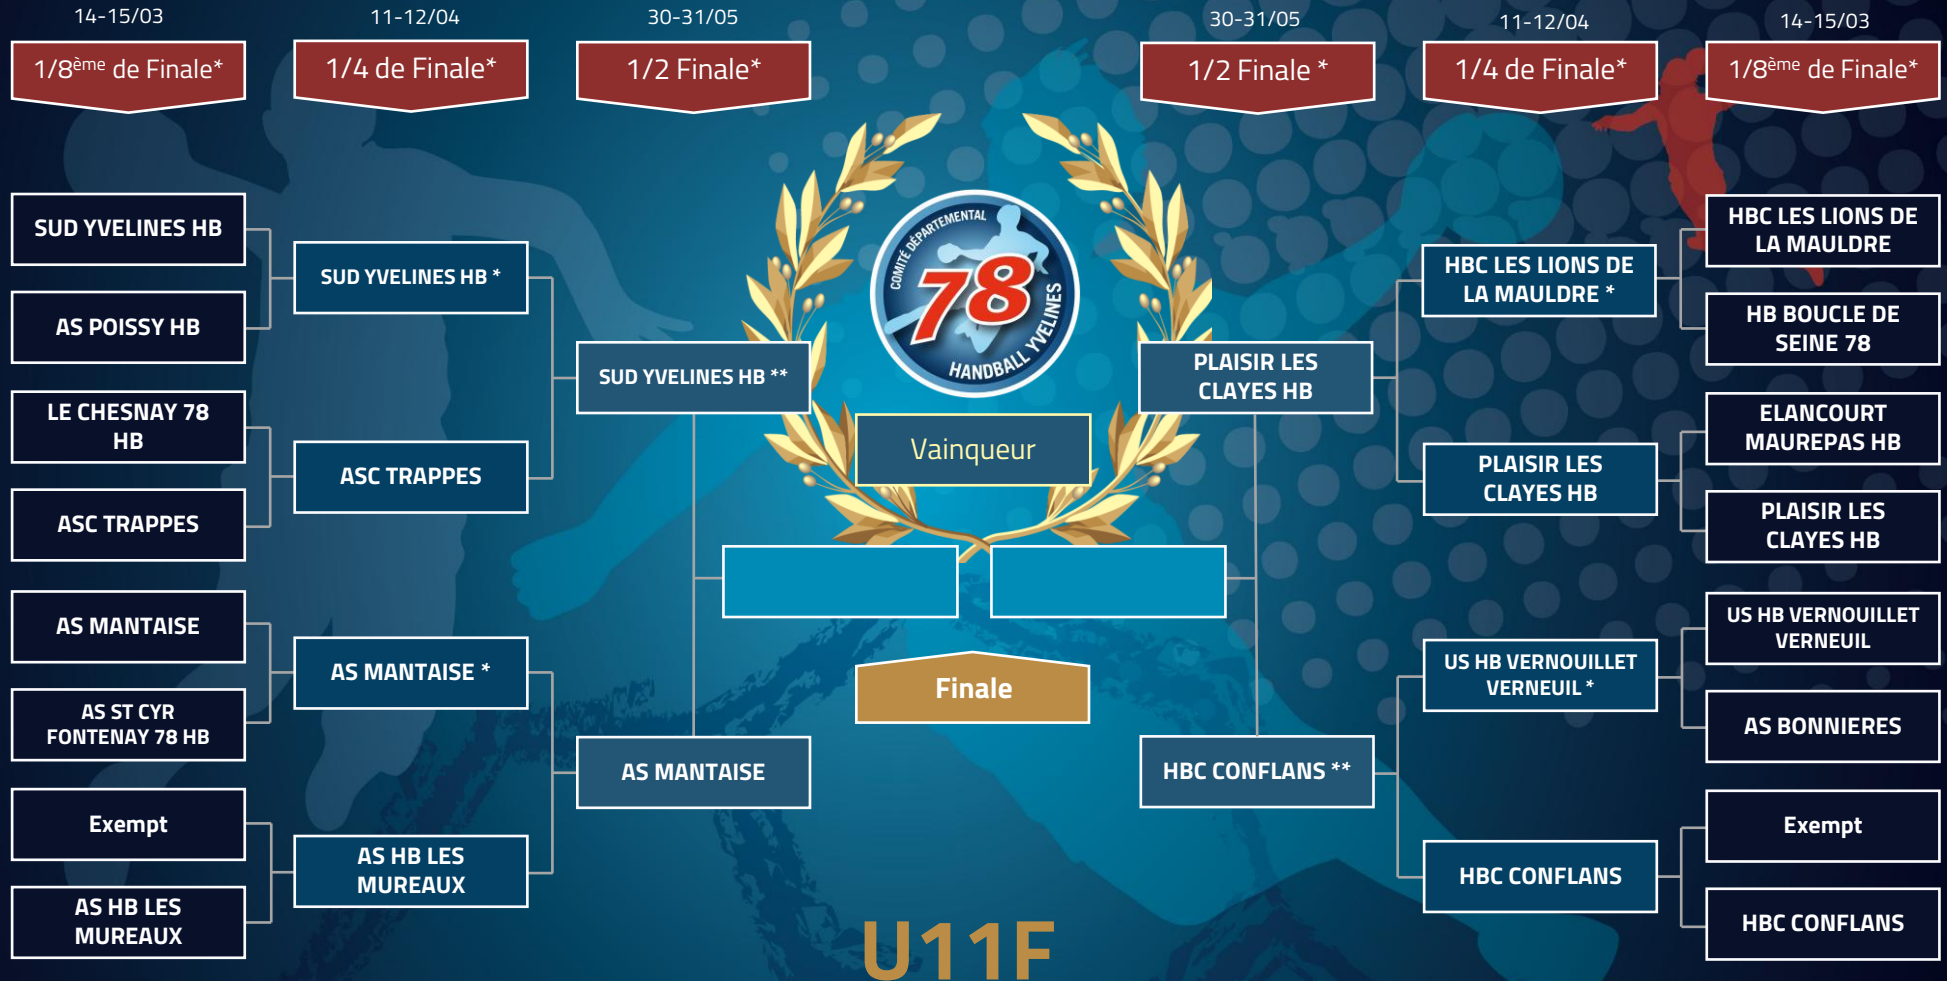 14-15/03
11-12/04
30-31/05
30-31/05
11-12/04
14-15/03
1/8ème de Finale*
1/4 de Finale*
1/2 Finale*
1/2 Finale *
1/4 de Finale*
1/8ème de Finale*
SUD YVELINES HB
AS POISSY HB
LE CHESNAY 78
HB
ASC TRAPPES
AS MANTAISE
AS ST CYR
FONTENAY 78 HB
Exempt
AS HB LES
MUREAUX
SUD YVELINES HB *
ASC TRAPPES
AS MANTAISE *
AS HB LES
MUREAUX
SUD YVELINES HB **
AS MANTAISE
COMITÉ DÉPARTEMENTAL
78
HANDBALL YVELINES
Vainqueur
Finale
U11F
PLAISIR LES
CLAYES HB
HBC CONFLANS **
HBC LES LIONS DE
LA MAULDRE *
PLAISIR LES
CLAYES HB
US HB VERNOUILLET
VERNEUIL *
HBC CONFLANS
HBC LES LIONS DE
LA MAULDRE
HB BOUCLE DE
SEINE 78
ELANCOURT
MAUREPAS HB
PLAISIR LES
CLAYES HB
US HB VERNOUILLET
VERNEUIL
AS BONNIERES
Exempt
HBC CONFLANS